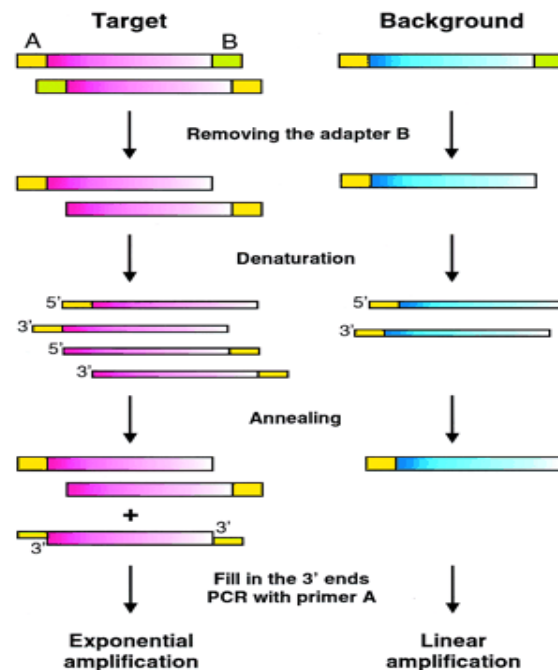 Target
Background
A
B
Removing the adapter B
Denaturation
5'
3'
5'
3'
5'
3'
Annealing
+
3'
3'
Fill in the 3' ends
PCR with primer A
Exponential
amplification
Linear
amplification